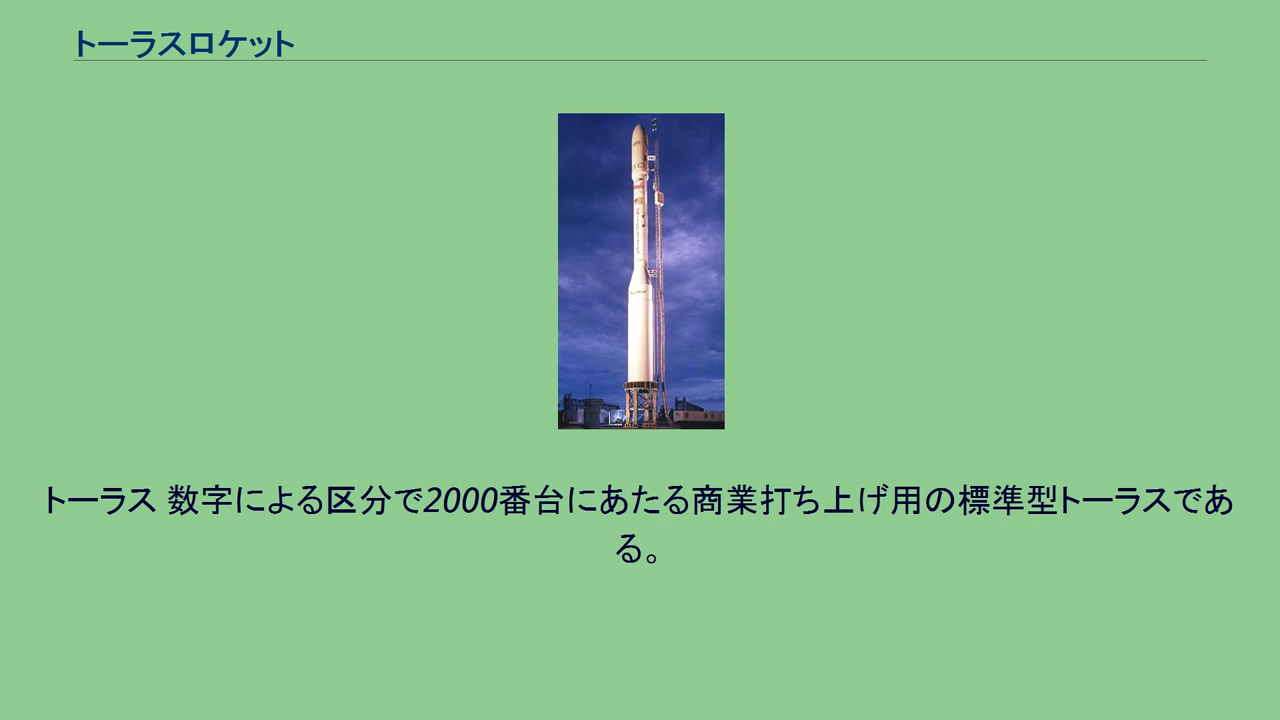 トーラスロケット
トーラス 数字による区分で2000番台にあたる商業打ち上げ用の標準型トーラスであ
る。